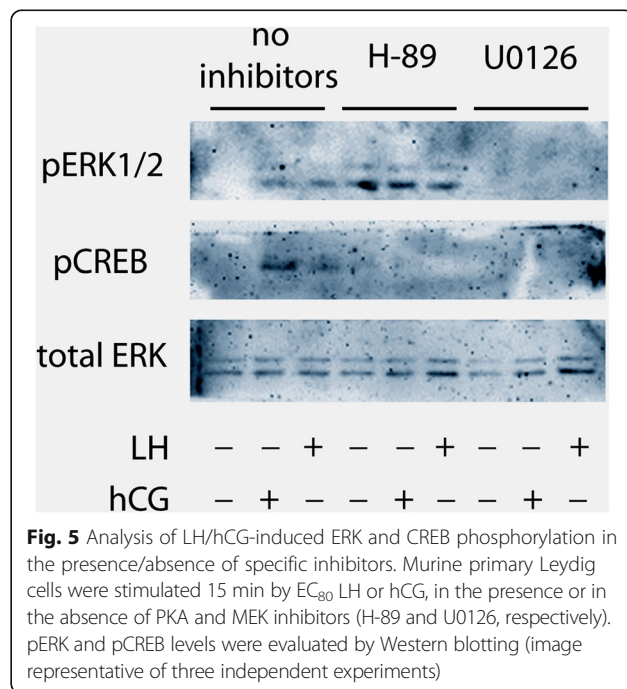 no
inhibitors H-89 U0126
pERK1/2
pCREB
total ERK
LH – – + – – + – – +
hCG – + – – + – – + –
Fig. 5 Analysis of LH/hCG-induced ERK and CREB phosphorylation in
the presence/absence of specific inhibitors. Murine primary Leydig
cells were stimulated 15 min by EC80 LH or hCG, in the presence or in
the absence of PKA and MEK inhibitors (H-89 and U0126, respectively).
pERK and pCREB levels were evaluated by Western blotting (image
representative of three independent experiments)